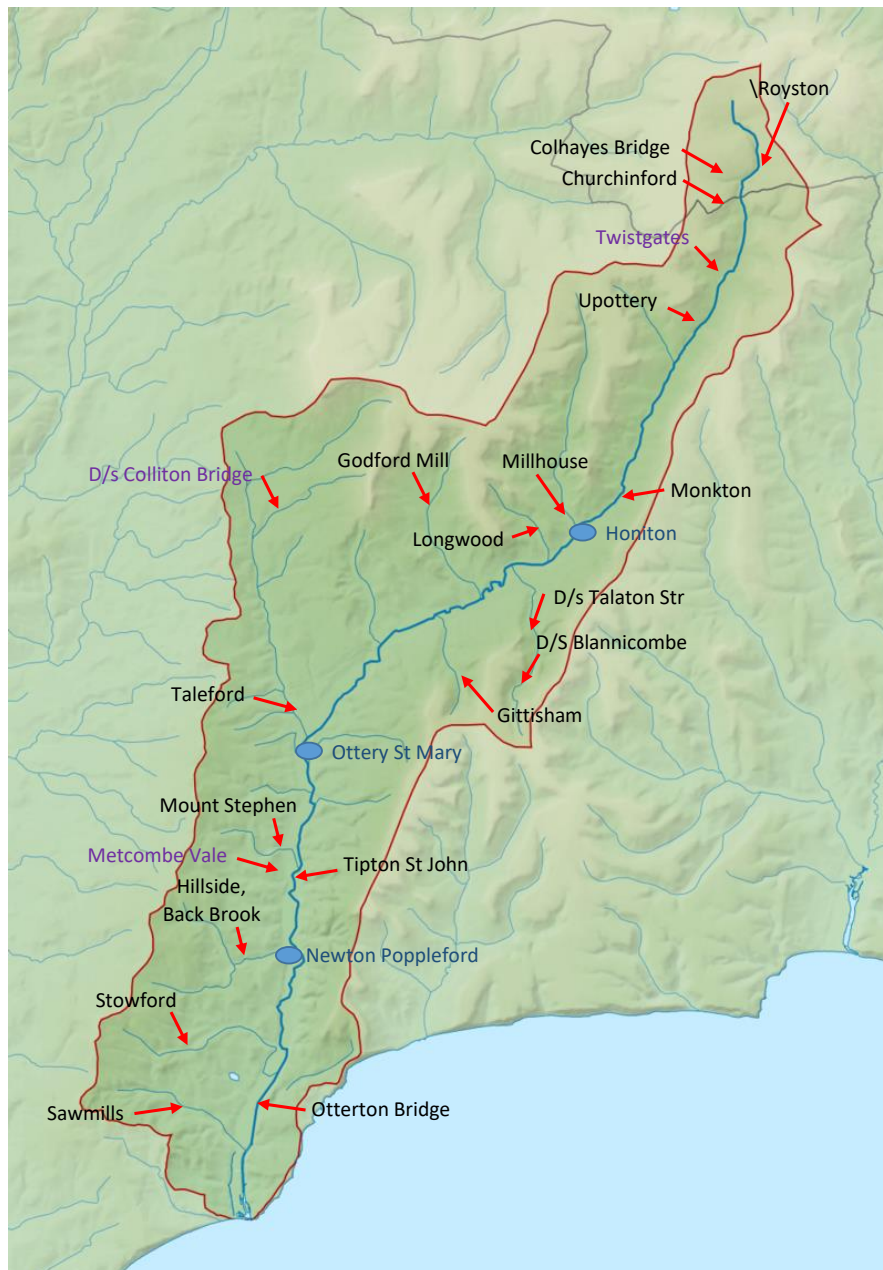 \Royston
Colhayes Bridge
Churchinford
Twistgates
Upottery
Godford Mill
Millhouse
D/s Colliton Bridge
Monkton
Longwood
Honiton
D/s Talaton Str
D/S Blannicombe
Taleford
Gittisham
Ottery St Mary
Mount Stephen
Metcombe Vale
Tipton St John
Hillside,
Back Brook
Newton Poppleford
Stowford
Sawmills
Otterton Bridge